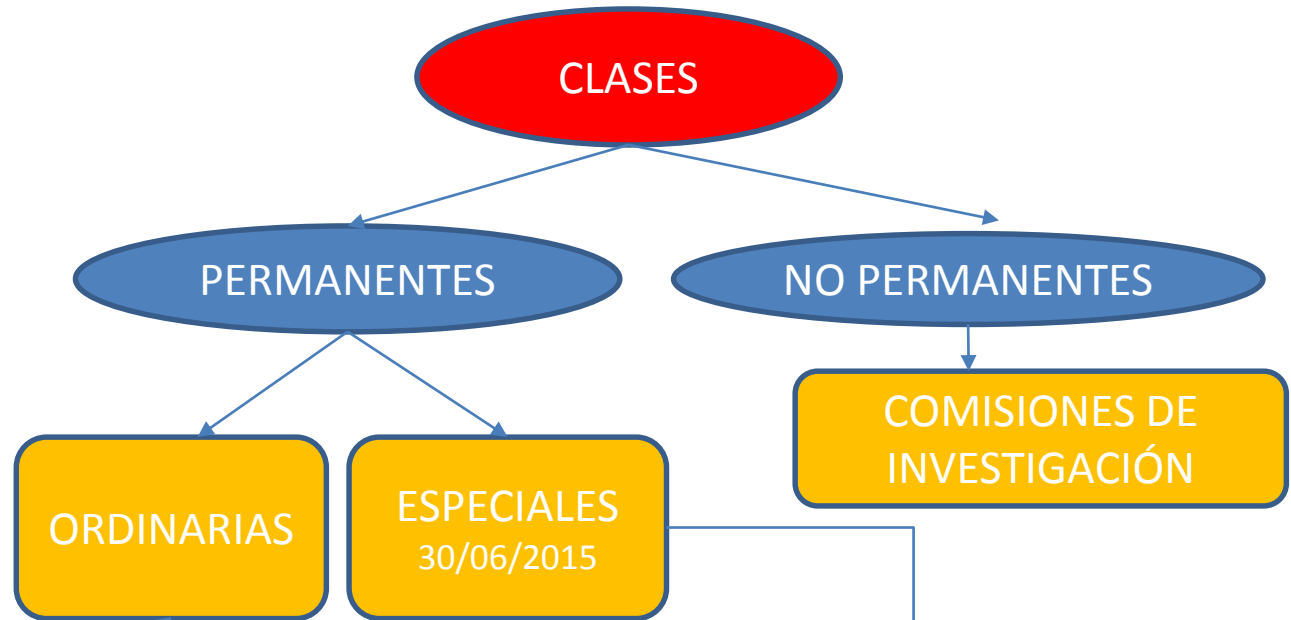 CLASES
PERMANENTES
NO PERMANENTES
COMISIONES DE
INVESTIGACIÓN
ORDINARIAS
ESPECIALES
30/06/2015